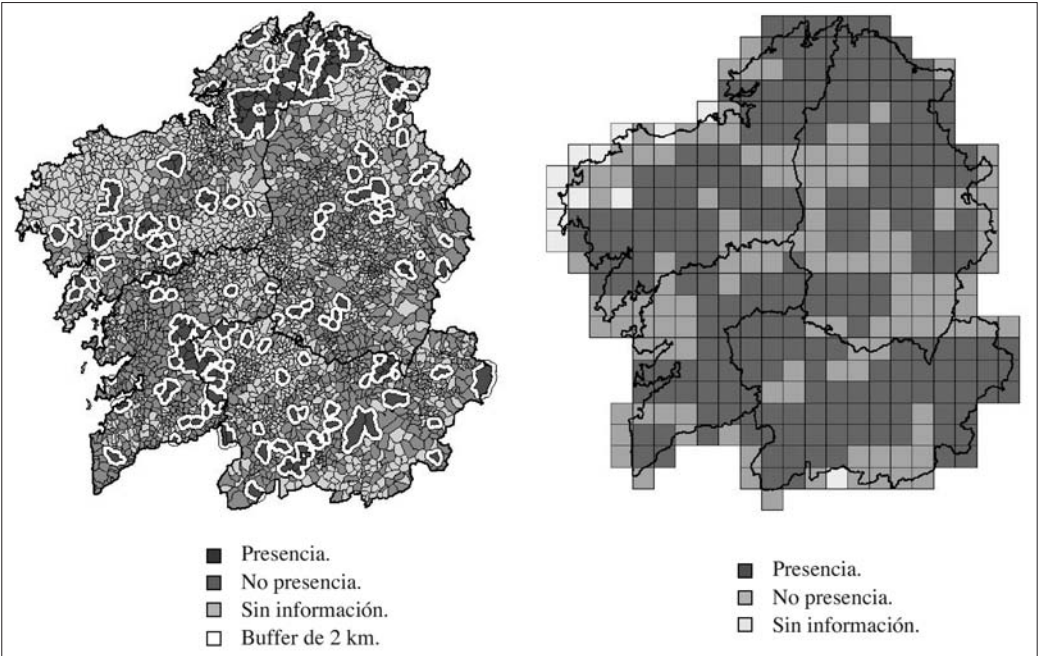 Presencia.
No presencia.
Sin información.
Buffer de 2 km.
Presencia.
No presencia.
Sin información.